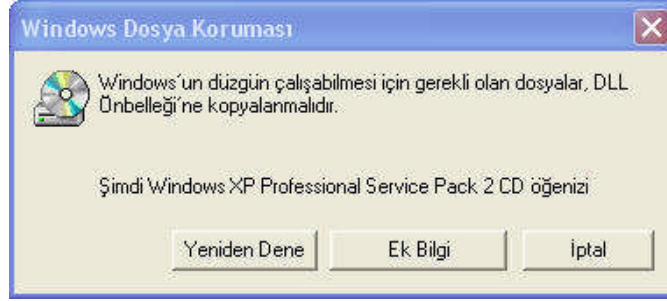 Windows Dosya Koruması
Windows'un düzgün çalışabilmesi için gerekli olan dosyalar, DLL
Önbelleği'ne kopyalanmalıdır.
Şimdi Windows XP Professional Service Pack 2 CD öğenizi
Yeniden Dene
Ek Bilgi
İptal